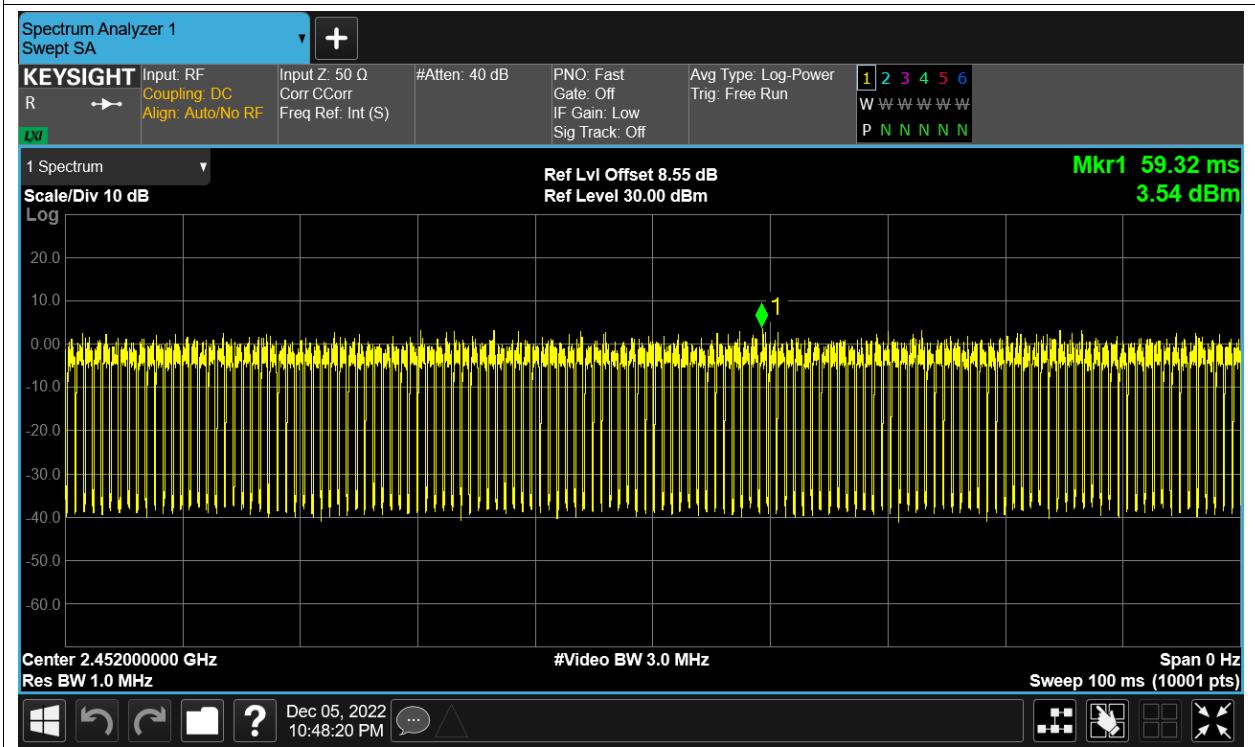 Spectrum Analyzer 1
Swept SA
+
KEYSIGHT Input: RF Input Z: 50 Ω #Atten: 40 dB PNO: Fast Avg Type: Log-Power 1 2 3 4 5 6
R Coupling: DC Corr CCorr Gate: Off Trig: Free Run W W W W W W
Align: Auto/No RF Freq Ref: Int (S) IF Gain: Low P N N N N N
LXI Sig Track: Off
1 Spectrum Ref Lvl Offset 8.55 dB Mkr1 59.32 ms
Scale/Div 10 dB Ref Level 30.00 dBm 3.54 dBm
Log
20.0
10.0
1
0.00
-10.0
-20.0
-30.0
-40.0
-50.0
-60.0
Center 2.452000000 GHz #Video BW 3.0 MHz Span 0 Hz
Res BW 1.0 MHz Sweep 100 ms (10001 pts)
? Dec 05, 2022
10:48:20 PM